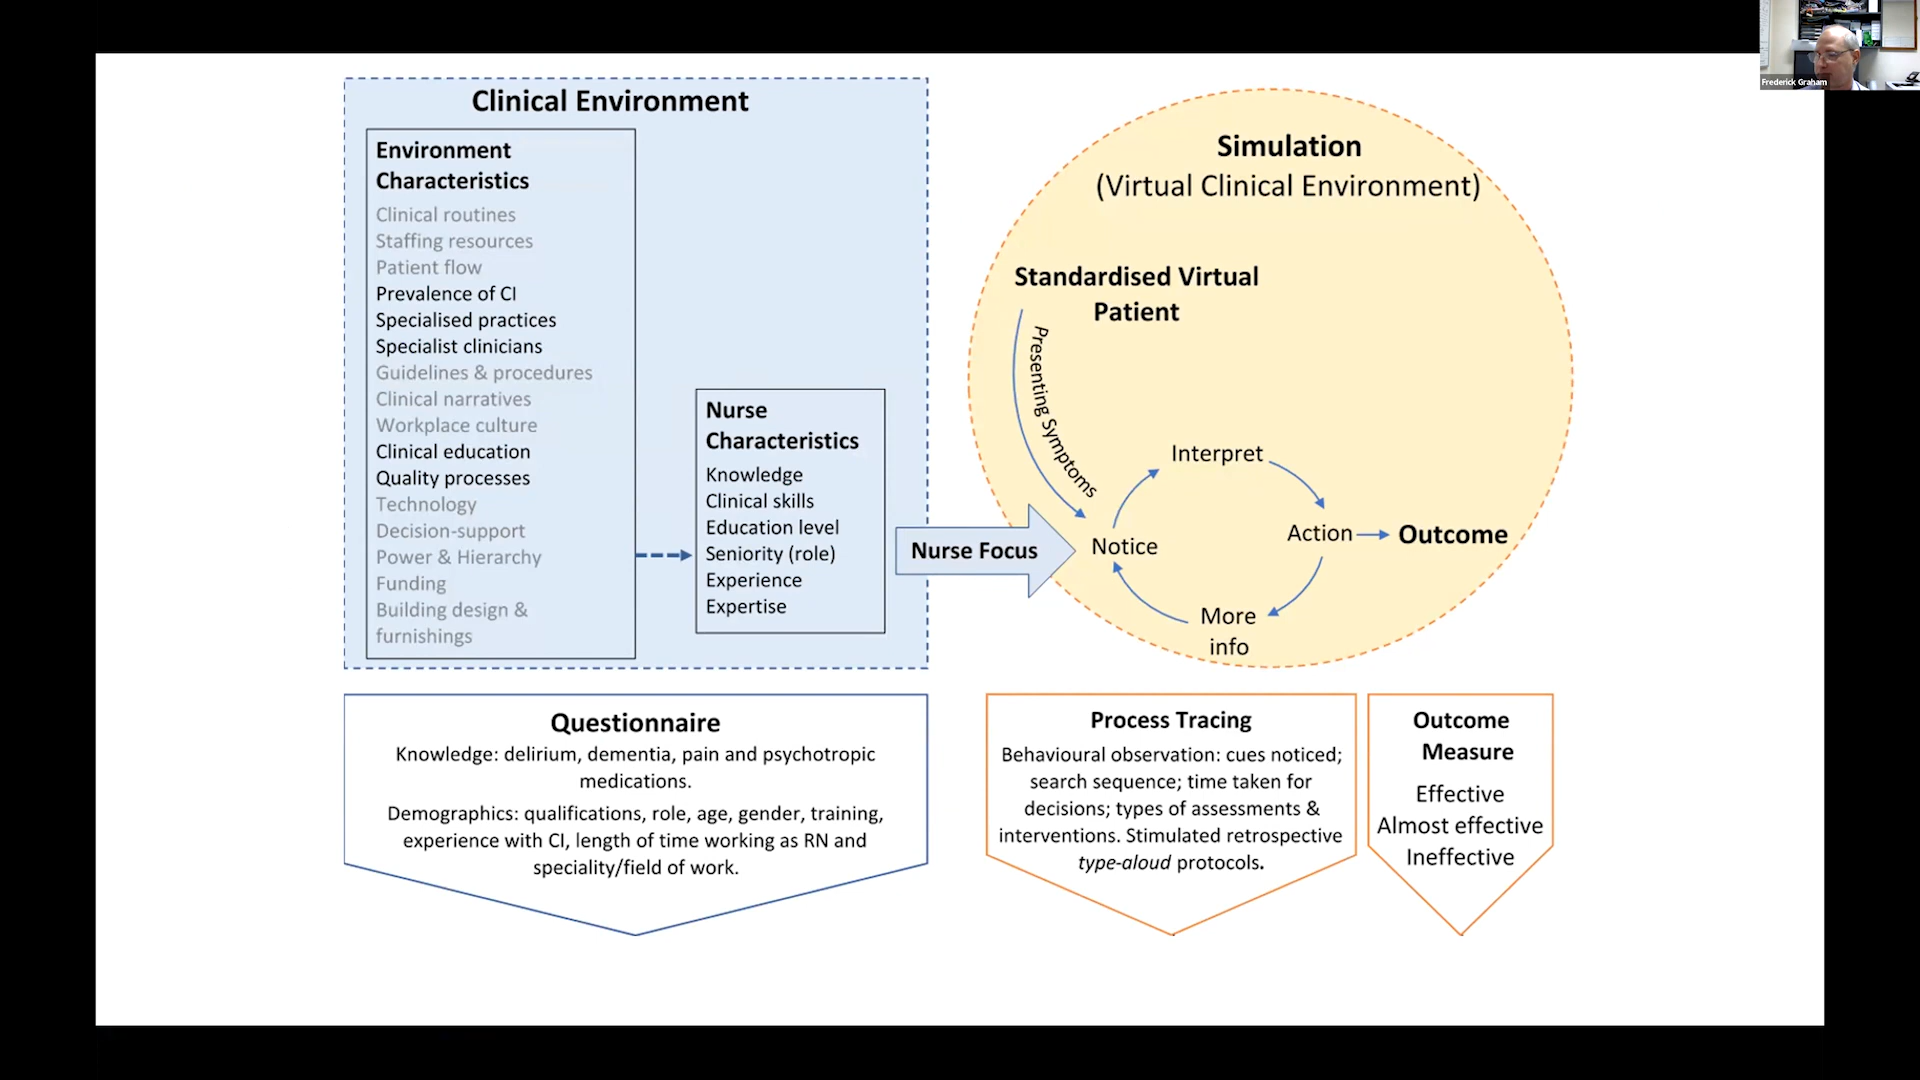 Clinical Environment
Environment
Characteristics
Clinical routines
Staffing resources
Patient flow
Prevalence of CI
Specialised practices
Specialist clinicians
Guidelines & procedures
Clinical narratives
Workplace culture
Clinical education
Quality processes
Technology
Decision-support
Power & Hierarchy
Funding
Building design &
furnishings
Nurse
Characteristics
Knowledge
Clinical skills
Education level
Seniority (role)
Experience
Expertise
Nurse Focus
Simulation
(Virtual Clinical Environment)
Standardised Virtual
Patient
Presenting Symptoms
Notice
Interpret
Action
Outcome
More
info
Questionnaire
Knowledge: delirium, dementia, pain and psychotropic
medications.
Demographics: qualifications, role, age, gender, training,
experience with CI, length of time working as RN and
speciality/field of work.
Process Tracing
Behavioural observation: cues noticed;
search sequence; time taken for
decisions; types of assessments &
interventions. Stimulated retrospective
type-aloud protocols.
Outcome
Measure
Effective
Almost effective
Ineffective
Frederick Graham